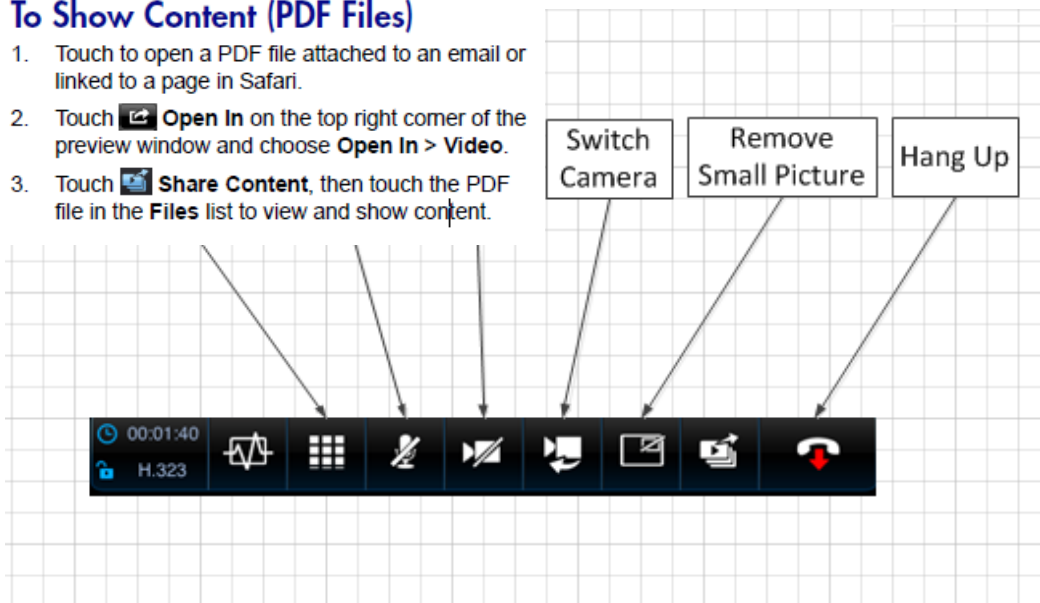 To Show Content (PDF Files)
1. Touch to open a PDF file attached to an email or
linked to a page in Safari.
2. Touch Open In on the top right corner of the
preview window and choose Open In > Video.
3. Touch Share Content, then touch the PDF
file in the Files list to view and show content.
Switch
Camera
Remove
Small Picture
Hang Up
00:01:40
H.323